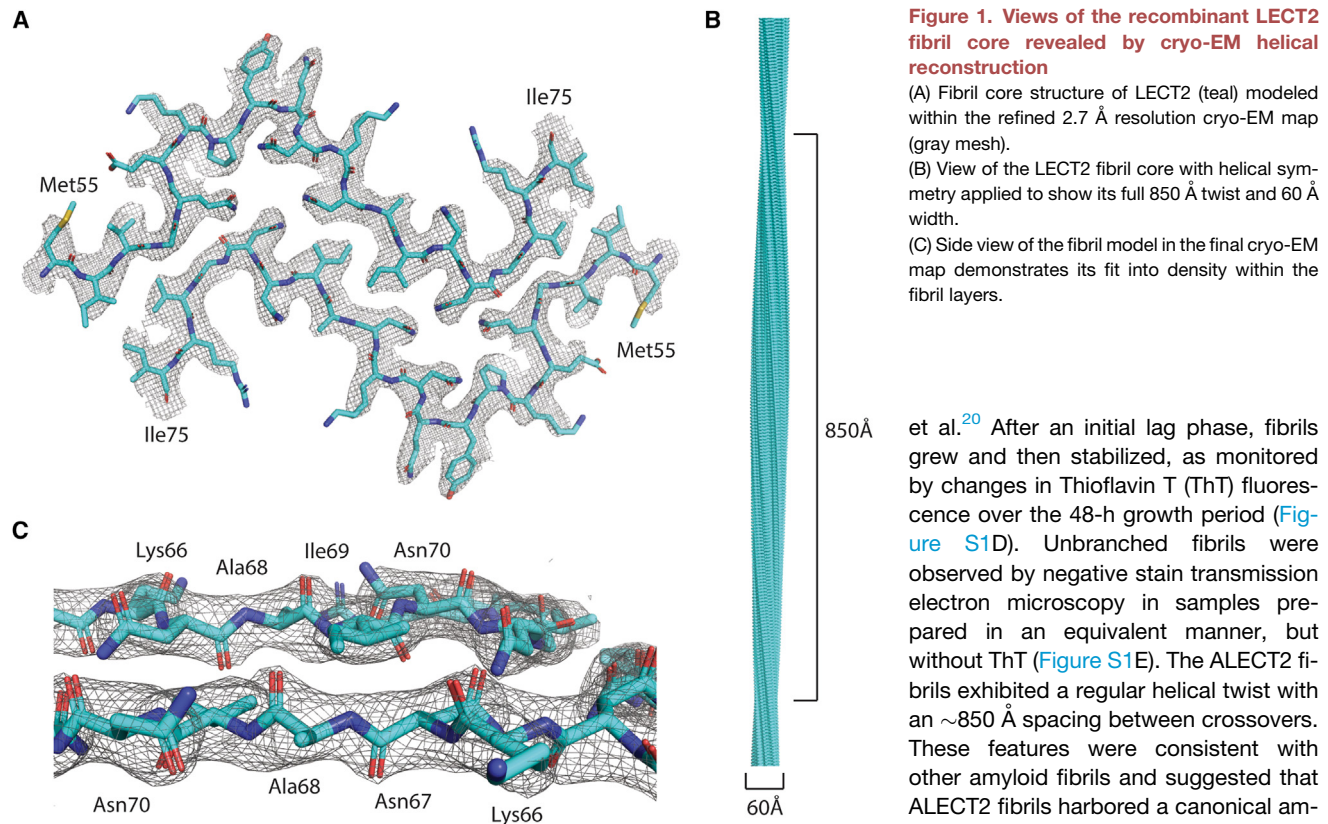 A
Ile75
Met55
Met55
Ile75
B
850Å
60Å
C
Lys66
Ala68
Ile69
Asn70
Asn70
Ala68
Asn67
Lys66
Figure 1. Views of the recombinant LECT2
fibril core revealed by cryo-EM helical
reconstruction
(A) Fibril core structure of LECT2 (teal) modeled
within the refined 2.7 Å resolution cryo-EM map
(gray mesh).
(B) View of the LECT2 fibril core with helical sym-
metry applied to show its full 850 Å twist and 60 Å
width.
(C) Side view of the fibril model in the final cryo-EM
map demonstrates its fit into density within the
fibril layers.
et al.20 After an initial lag phase, fibrils
grew and then stabilized, as monitored
by changes in Thioflavin T (ThT) fluores-
cence over the 48-h growth period (Fig-
ure S1D). Unbranched fibrils were
observed by negative stain transmission
electron microscopy in samples pre-
pared in an equivalent manner, but
without ThT (Figure S1E). The ALECT2 fi-
brils exhibited a regular helical twist with
an ~850 Å spacing between crossovers.
These features were consistent with
other amyloid fibrils and suggested that
ALECT2 fibrils harbored a canonical am-